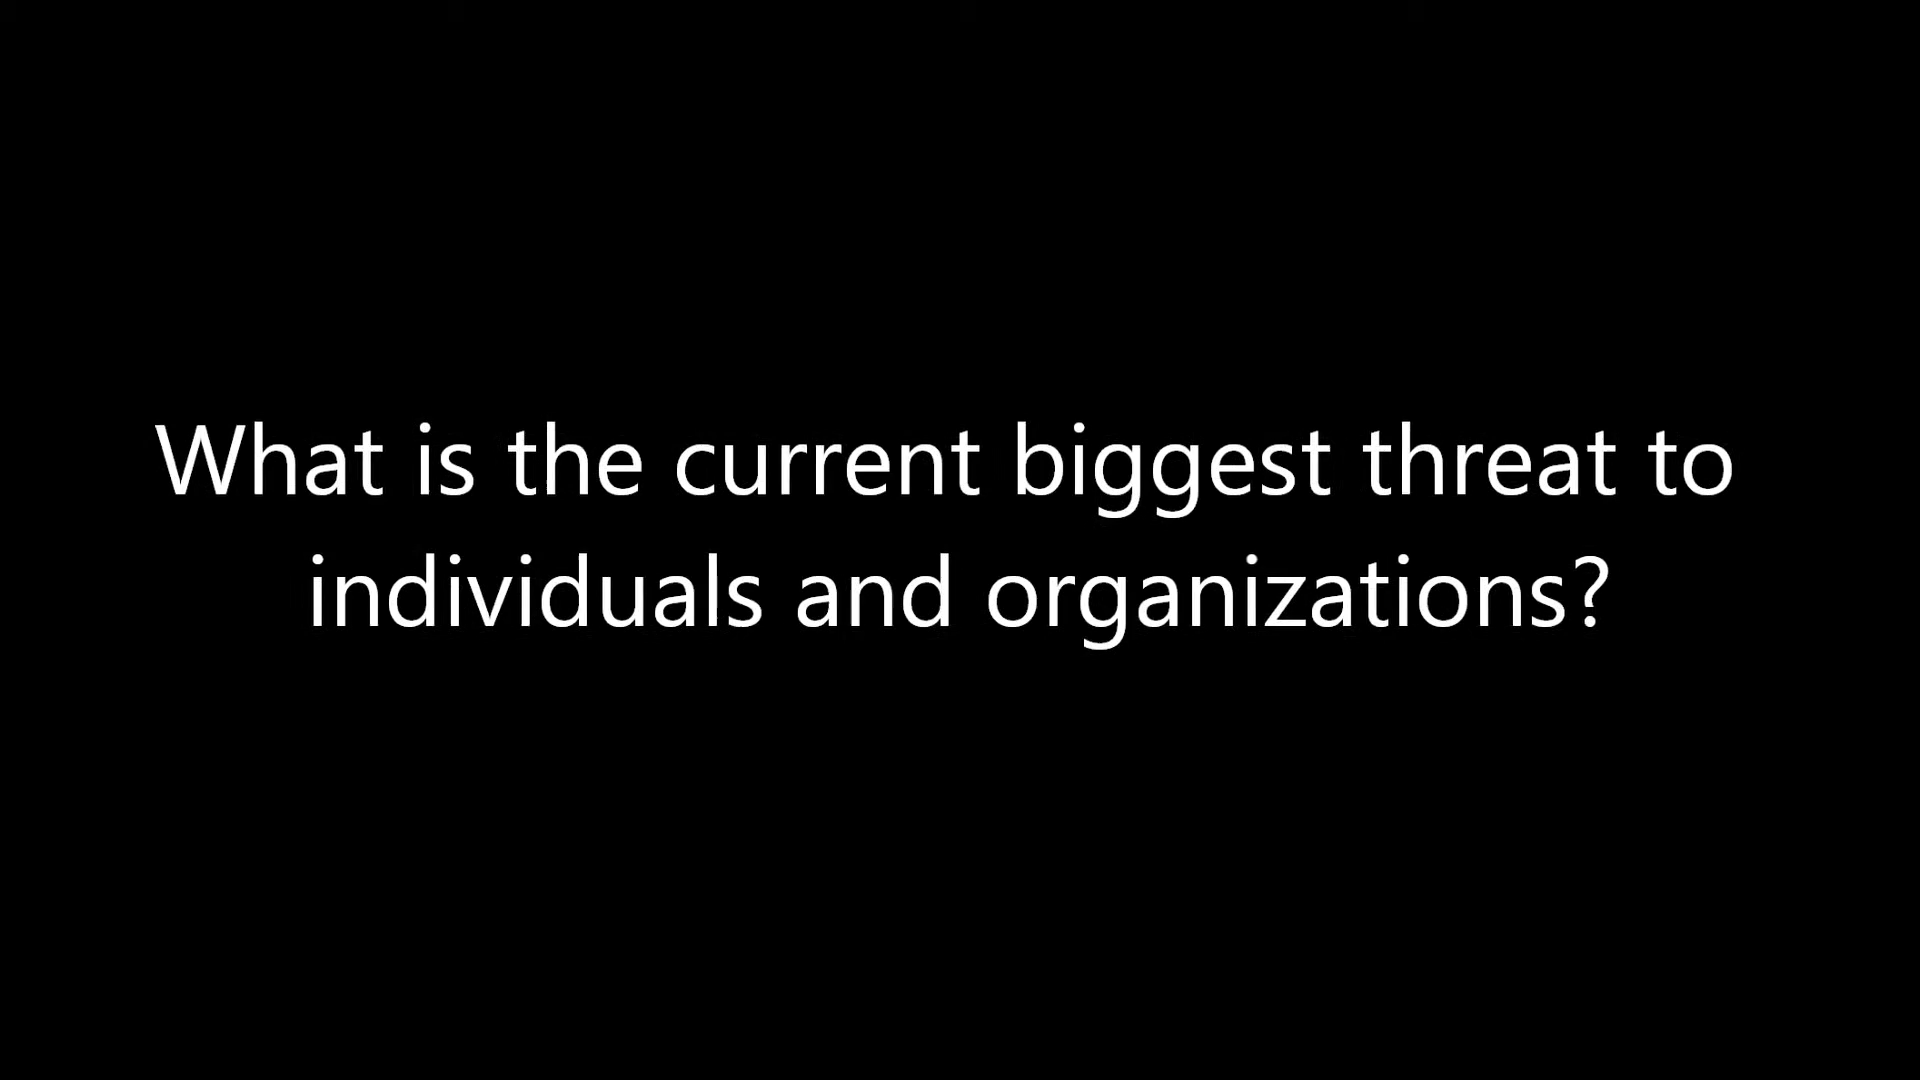 What is the current biggest threat to
individuals and organizations?